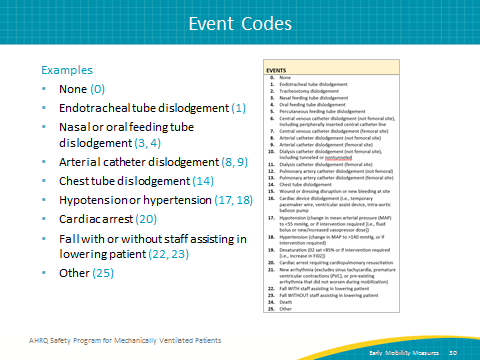 Event Codes
Examples
• None (0)
• Endotracheal tube dislodgement (1)
• Nasal or oral feeding tube
dislodgement (3, 4)
• Arterial catheter dislodgement (8, 9)
• Chest tube dislodgement (14)
• Hypotension or hypertension (17, 18)
• Cardiac arrest (20)
• Fall with or without staff assisting in
lowering patient (22, 23)
• Other (25)
EVENTS
0. None
1. Endotracheal tube dislodgement
2. Tracheostomy dislodgement
3. Nasal feeding tube dislodgement
4. Oral feeding tube dislodgement
5. Percutaneous feeding tube dislodgement
6. Central venous catheter dislodgment (not femoral site),
including peripherally inserted central catheter line
7. Central venous catheter dislodgement (femoral site)
8. Arterial catheter dislodgement (not femoral site)
9. Arterial catheter dislodgement (femoral site)
10. Dialysis catheter dislodgement (not femoral site),
including tunneled or nontunneled
11. Dialysis catheter dislodgement (femoral site)
12. Pulmonary artery catheter dislodgement (not femoral)
13. Pulmonary artery catheter dislodgement (femoral site)
14. Chest tube dislodgement
15. Wound or dressing disruption or new bleeding at site
16. Cardiac device dislodgement (i.e., temporary
pacemaker wire, ventricular assist device, intra-aortic
balloon pump
17. Hypotension (change in mean arterial pressure (MAP)
to <55 mmHg, or if intervention required [i.e., fluid
bolus or new/increased vasopressor dose])
18. Hypertension (change in MAP to >140 mmHg, or if
intervention required)
19. Desaturation (O2 sat <85% or if intervention required
[i.e., increase in FiO2])
20. Cardiac arrest requiring cardiopulmonary resuscitation
21. New arrhythmia (excludes sinus tachycardia, premature
ventricular contractions (PVC), or pre-existing
arrhythmia that did not worsen during mobilization)
22. Fall WITH staff assisting in lowering patient
23. Fall WITHOUT staff assisting in lowering patient
24. Death
25. Other
AHRQ Safety Program for Mechanically Ventilated Patients
Early Mobility Measures 30